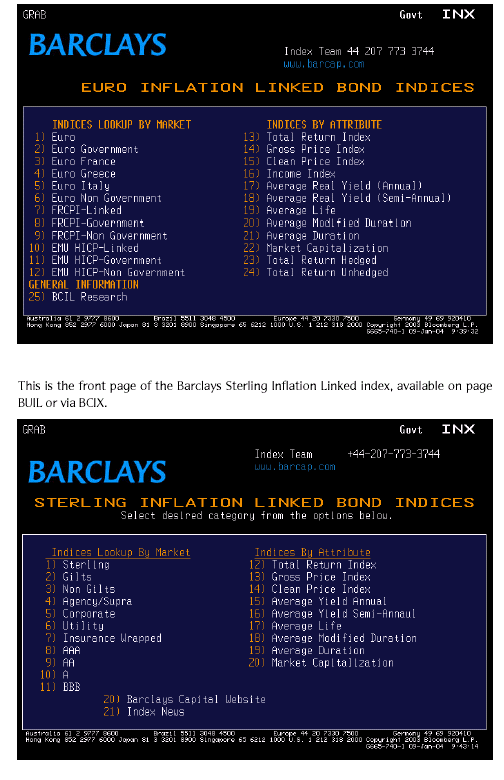 GRAB Govt INX
BARCLAYS
Index Team 44 207 773 3744
www.barcap.com
EURO INFLATION LINKED BOND INDICES
INDICES LOOKUP BY MARKET INDICES BY ATTRIBUTE
1) Euro 13) Total Return Index
2) Euro Government 14) Gross Price Index
3) Euro France 15) Clean Price Index
4) Euro Greece 16) Income Index
5) Euro Italy 17) Average Real Yield (Annual)
6) Euro Non Government 18) Average Real Yield (Semi-Annual)
7) FRCPI-Linked 19) Average Life
8) FRCPI-Government 20) Average Modified Duration
9) FRCPI-Non Government 21) Average Duration
10) EMU HICP-Linked 22) Market Capitalization
11) EMU HICP-Government 23) Total Return Hedged
12) EMU HICP-Non Government 24) Total Return Unhedged
GENERAL INFORMATION
25) BCIL Research
Australia 61 2 9777 8600 Brazil 5511 3048 4500 Europe 44 20 7330 7500 Germany 49 69 920410
Hong Kong 852 2977 6000 Japan 81 3 3201 8900 Singapore 65 6212 1000 U.S. 1 212 318 2000 Copyright 2003 Bloomberg L.P.
G665-740-1 09-Jan-04 9:39:32
This is the front page of the Barclays Sterling Inflation Linked index, available on page
BUIL or via BCIX.
GRAB Govt INX
Index Team +44-207-773-3744
www.barcap.com
BARCLAYS
STERLING INFLATION LINKED BOND INDICES
Select desired category from the options below.
Indices Lookup By Market Indices By Attribute
1) Sterling 12) Total Return Index
2) Gilts 13) Gross Price Index
3) Non Gilts 14) Clean Price Index
4) Agency/Supra 15) Average Yield Annual
5) Corporate 16) Average Yield Semi-Annaul
6) Utility 17) Average Life
7) Insurance Wrapped 18) Average Modified Duration
8) AAA 19) Average Duration
9) AA 20) Market Capitalization
10) A
11) BBB
20) Barclays Capital Website
21) Index News
Australia 61 2 9777 8600 Brazil 5511 3048 4500 Europe 44 20 7330 7500 Germany 49 69 920410
Hong Kong 852 2977 6000 Japan 81 3 3201 8900 Singapore 65 6212 1000 U.S. 1 212 318 2000 Copyright 2003 Bloomberg L.P.
G665-740-1 09-Jan-04 9:43:14